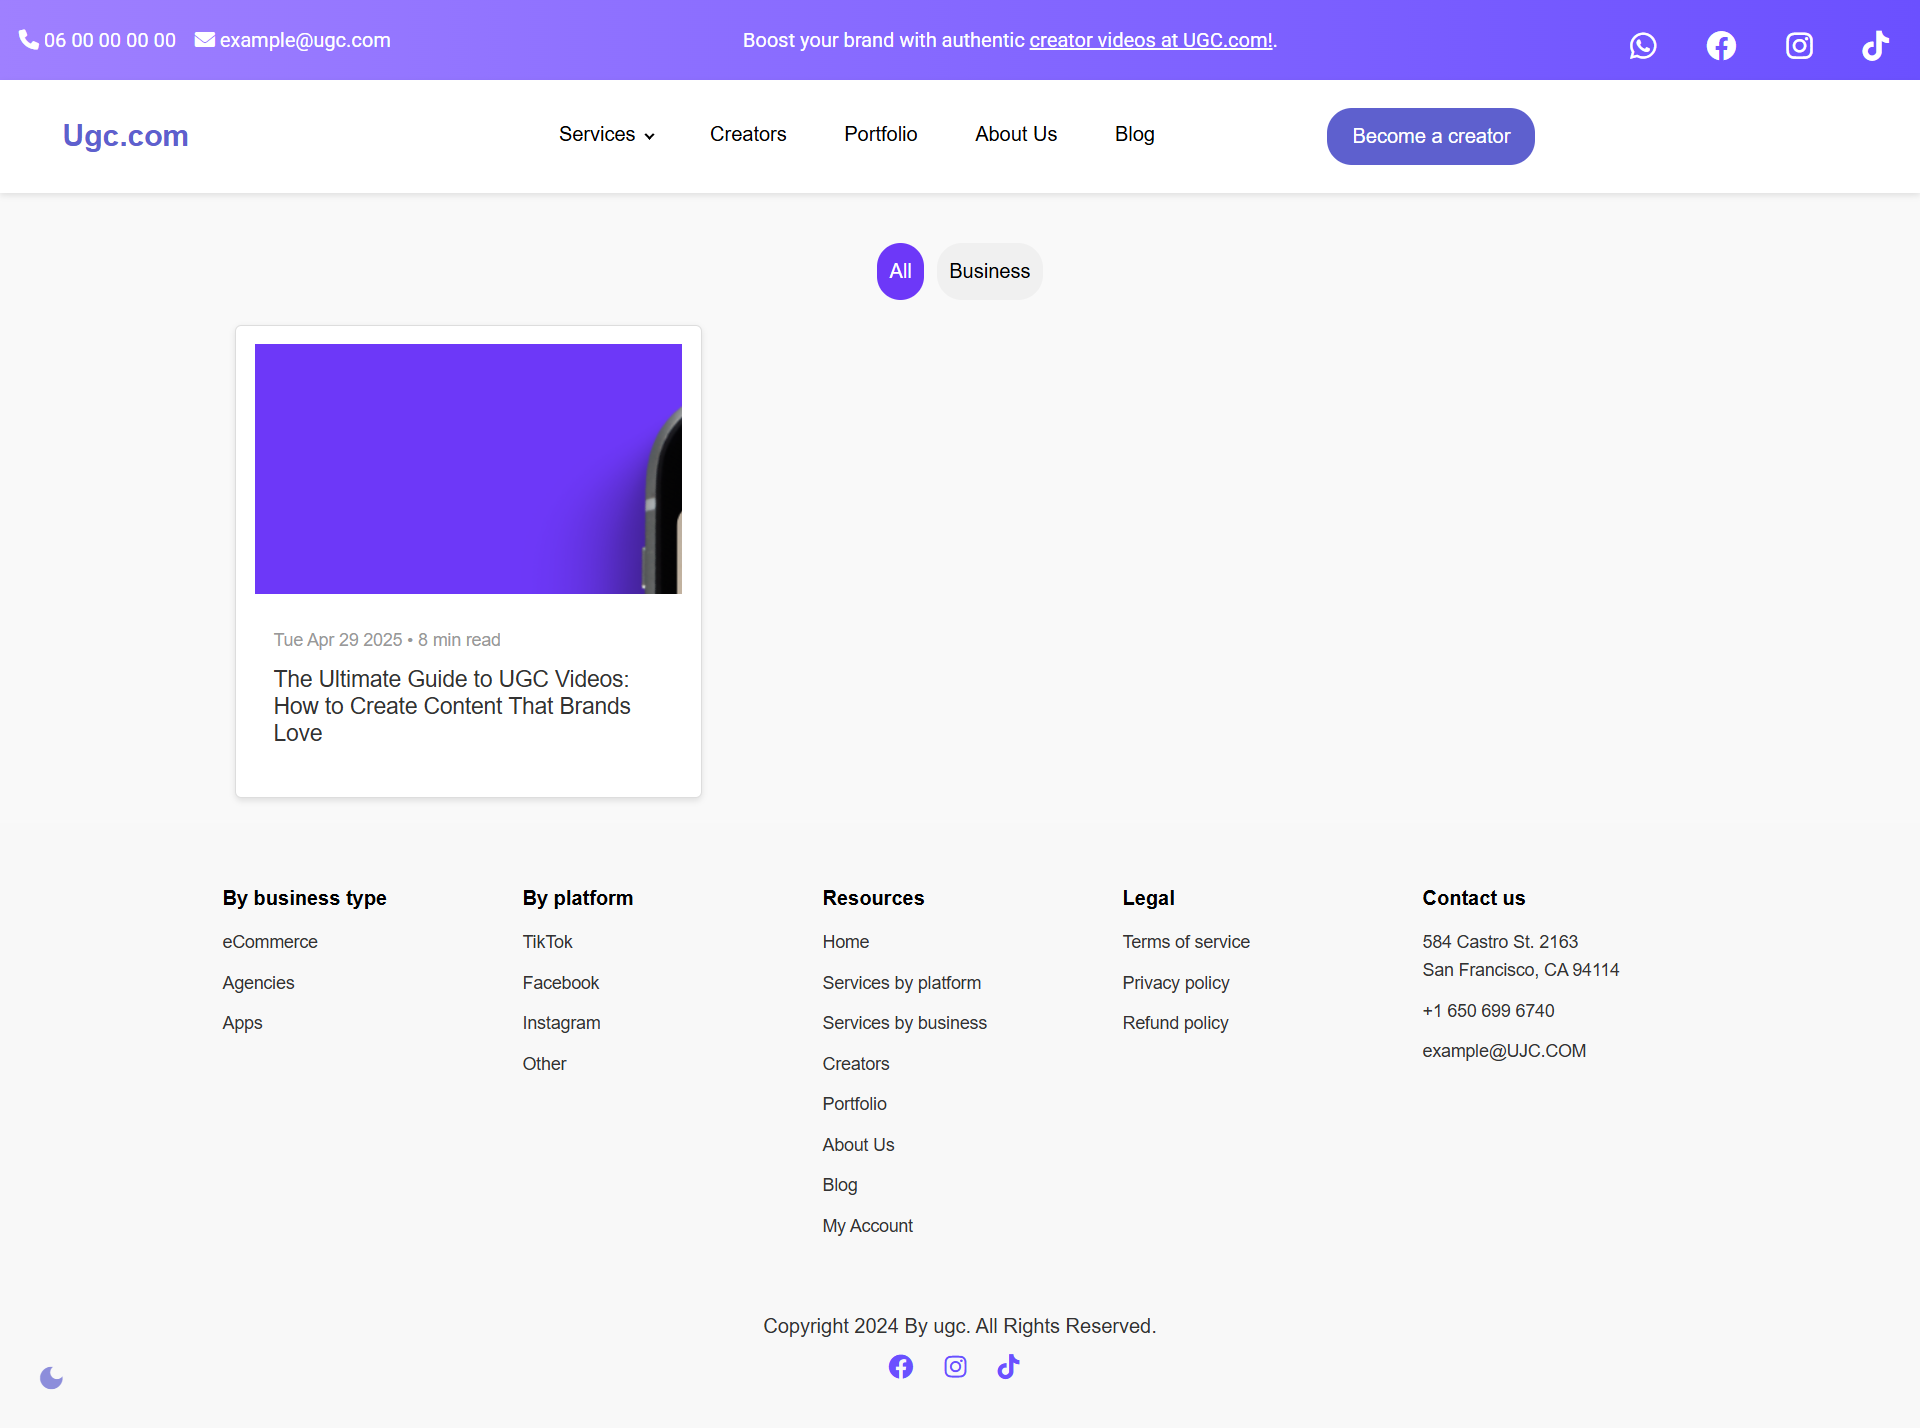 06 00 00 00 00 example@ugc.com
Boost your brand with authentic creator videos at UGC.com!.
Ugc.com
Services
Creators
Portfolio
About Us
Blog
Become a creator
All
Business
Tue Apr 29 2025 • 8 min read
The Ultimate Guide to UGC Videos:
How to Create Content That Brands
Love
By business type
eCommerce
Agencies
Apps
By platform
TikTok
Facebook
Instagram
Other
Resources
Home
Services by platform
Services by business
Creators
Portfolio
About Us
Blog
My Account
Legal
Terms of service
Privacy policy
Refund policy
Contact us
584 Castro St. 2163
San Francisco, CA 94114
+1 650 699 6740
example@UJC.COM
Copyright 2024 By ugc. All Rights Reserved.